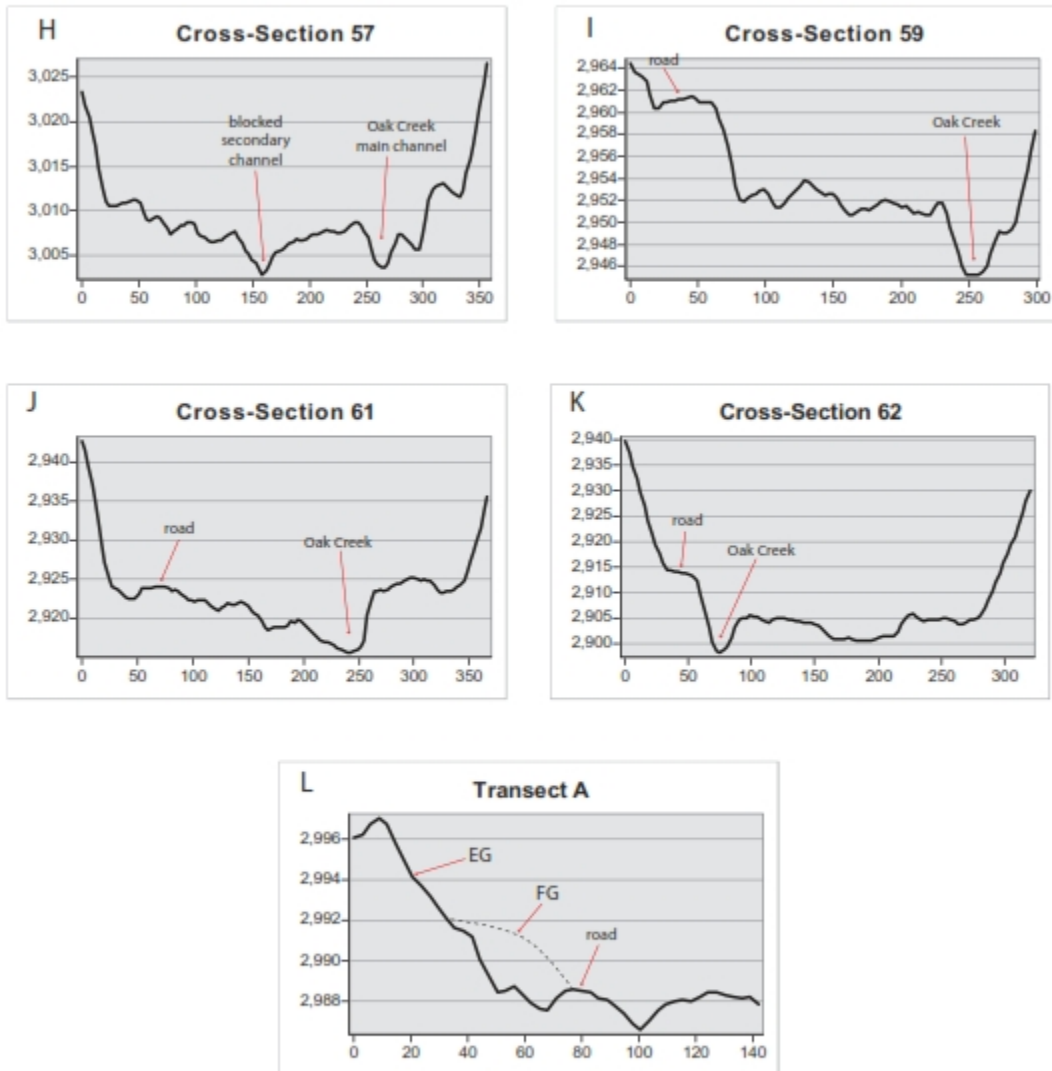 H
Cross-Section 57
3,025
3,020
3,015
3,010
3,005
blocked
secondary
channel
Oak Creek
main channel
0 50 100 150 200 250 300 350
I
Cross-Section 59
road
2,964
2,962
2,960
2,958
2,956
2,954
2,952
2,950
2,948
2,946
Oak Creek
0 50 100 150 200 250 300
J
Cross-Section 61
2,940
2,935
2,930
2,925
2,920
road
Oak Creek
0 50 100 150 200 250 300 350
K
Cross-Section 62
2,940
2,935
2,930
2,925
2,920
2,915
2,910
2,905
2,900
road
Oak Creek
0 50 100 150 200 250 300
L
Transect A
2,996
2,994
2,992
2,990
2,988
EG
FG
road
0 20 40 60 80 100 120 140